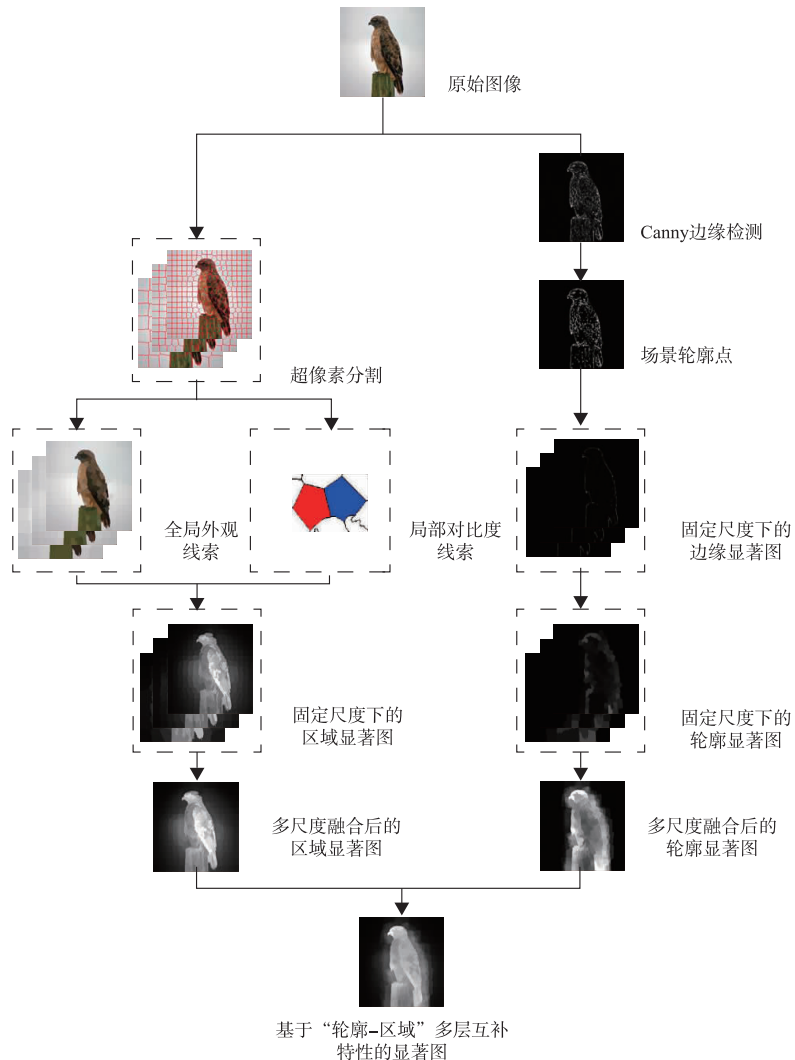 原始图像
Canny边缘检测
场景轮廓点
超像素分割
全局外观
线索
局部对比度
线索
固定尺度下的
边缘显著图
固定尺度下的
区域显著图
固定尺度下的
轮廓显著图
多尺度融合后的
区域显著图
多尺度融合后的
轮廓显著图
基于“轮廓–区域”多层互补
特性的显著图